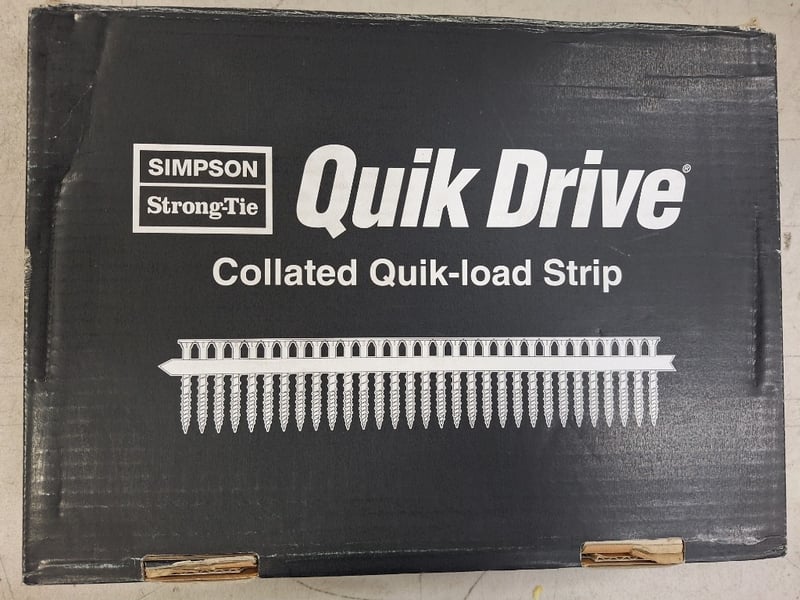 SIMPSON
Strong-Tie
Quik Drive®
Collated Quik-load Strip